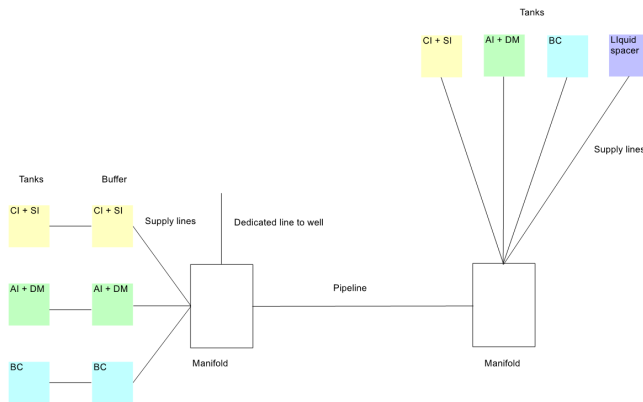 Tanks
CI + SI
AI + DM
BC
LIquid
spacer
Supply lines
Tanks
Buffer
CI + SI
CI + SI
Supply lines
Dedicated line to well
AI + DM
AI + DM
Pipeline
BC
BC
Manifold
Manifold